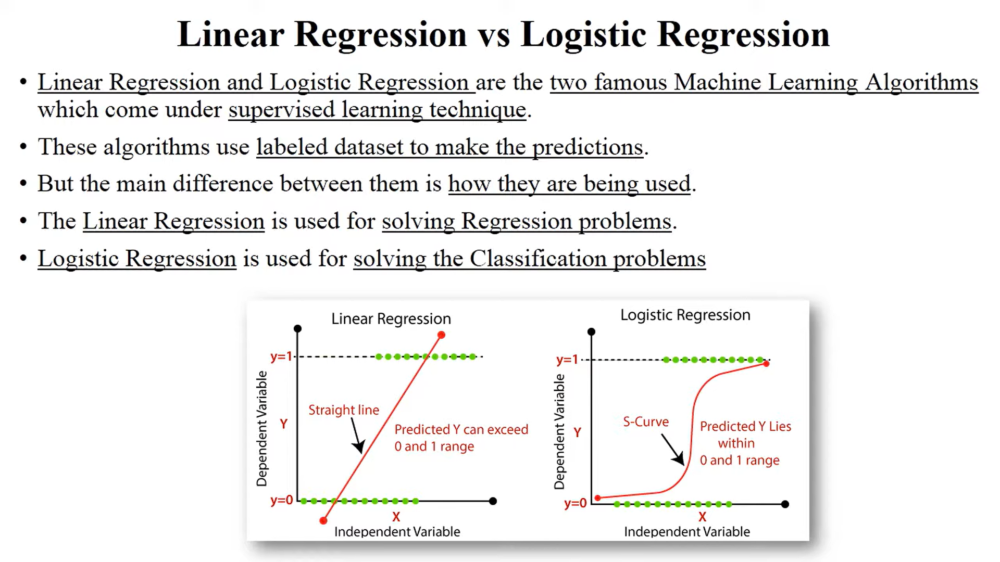 Linear Regression vs Logistic Regression
• Linear Regression and Logistic Regression are the two famous Machine Learning Algorithms
which come under supervised learning technique.
• These algorithms use labeled dataset to make the predictions.
• But the main difference between them is how they are being used.
• The Linear Regression is used for solving Regression problems.
• Logistic Regression is used for solving the Classification problems
Linear Regression
y=1
Dependent Variable
Y
Straight line
Predicted Y can exceed
0 and 1 range
y=0
X
Independent Variable
Logistic Regression
y=1
Dependent Variable
Y
S-Curve
Predicted Y Lies
within
0 and 1 range
y=0
X
Independent Variable